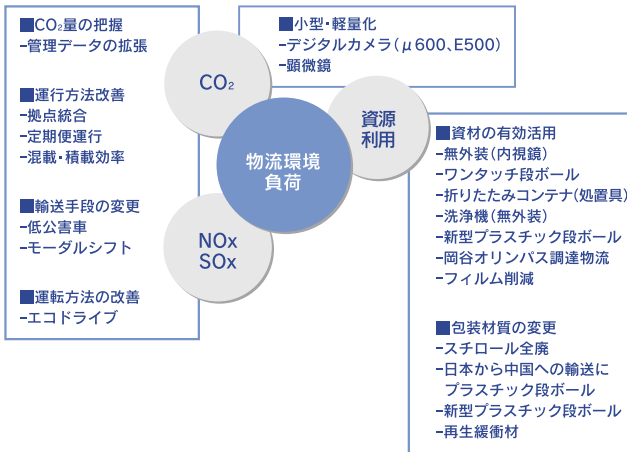 ■CO₂量の把握
−管理データの拡張
■運行方法改善
−拠点統合
−定期便運行
−混載・積載効率
■輸送手段の変更
−低公害車
−モーダルシフト
■運転方法の改善
−エコドライブ
■小型・軽量化
−デジタルカメラ(μ600、E500)
−顕微鏡
CO₂
資源
利用
物流環境
負荷
NOx
SOx
■資材の有効活用
−無外装(内視鏡)
−ワンタッチ段ボール
−折りたたみコンテナ(処置具)
−洗浄機(無外装)
−新型プラスチック段ボール
−岡谷オリンパス調達物流
−フィルム削減
■包装材質の変更
−スチロール全廃
−日本から中国への輸送に
プラスチック段ボール
−新型プラスチック段ボール
−再生緩衝材